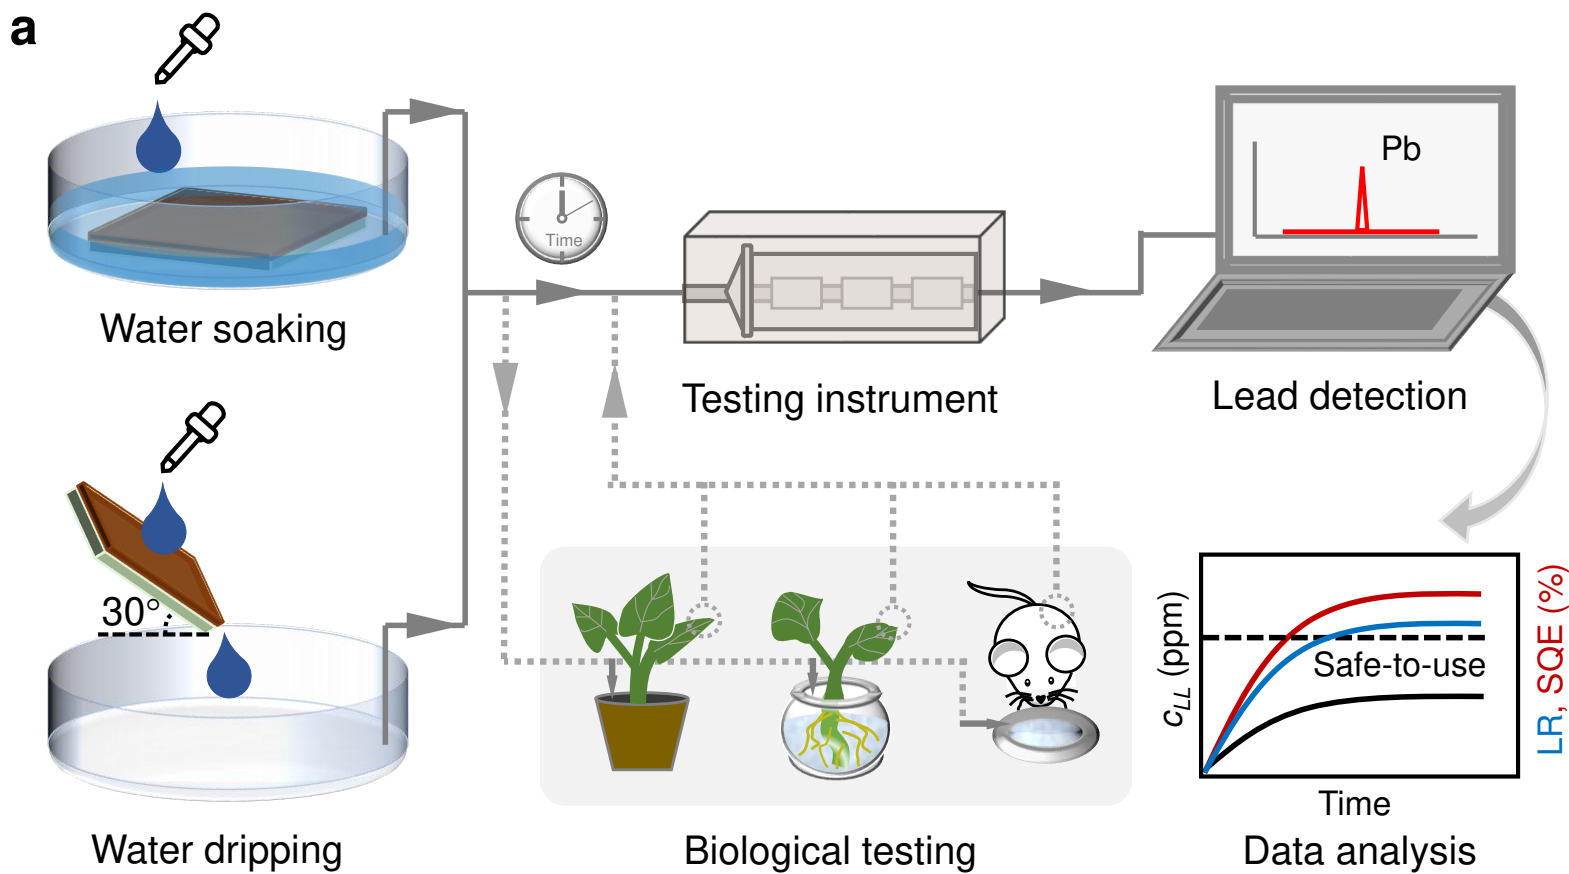 a
Water soaking
Time
Testing instrument
Pb
Lead detection
30°
Water dripping
Biological testing
c_LL (ppm)
Safe-to-use
LR, SQE (%)
Time
Data analysis